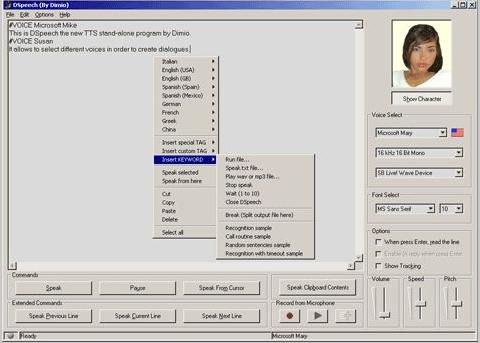 DSpeech (By Dimio)
File Edit Options Help
#VOICE Microsoft Mike
This is DSpeech the new TTS stand-alone program by Dimio.
#VOICE Susan
It allows to select different voices in order to create dialogues.
Italian
English (USA)
English (GB)
Spanish (Spain)
Spanish (Mexico)
German
French
Greek
China
Insert special TAG
Insert custom TAG
Insert KEYWORD
Speak selected
Speak from here
Cut
Copy
Paste
Delete
Select all
Run file...
Speak txt file...
Play wav or mp3 file...
Stop speak
Wait (1 to 10)
Close DSpeech
Break (Split output file here)
Recognition sample
Call routine sample
Random sentencies sample
Recognition with timeout sample
Show Character
Voice Select
Microsoft Mary
16 kHz 16 Bit Mono
SB Live! Wave Device
Font Select
MS Sans Serif 10
Options
When press Enter, read the line
Enable IA reply when press Enter
Show Tracking
Volume Speed Pitch
Commands
Speak Pause Speak From Cursor Speak Clipboard Contents
Extended Commands
Speak Previous Line Speak Current Line Speak Next Line
Record from Microphone
Ready Microsoft Mary